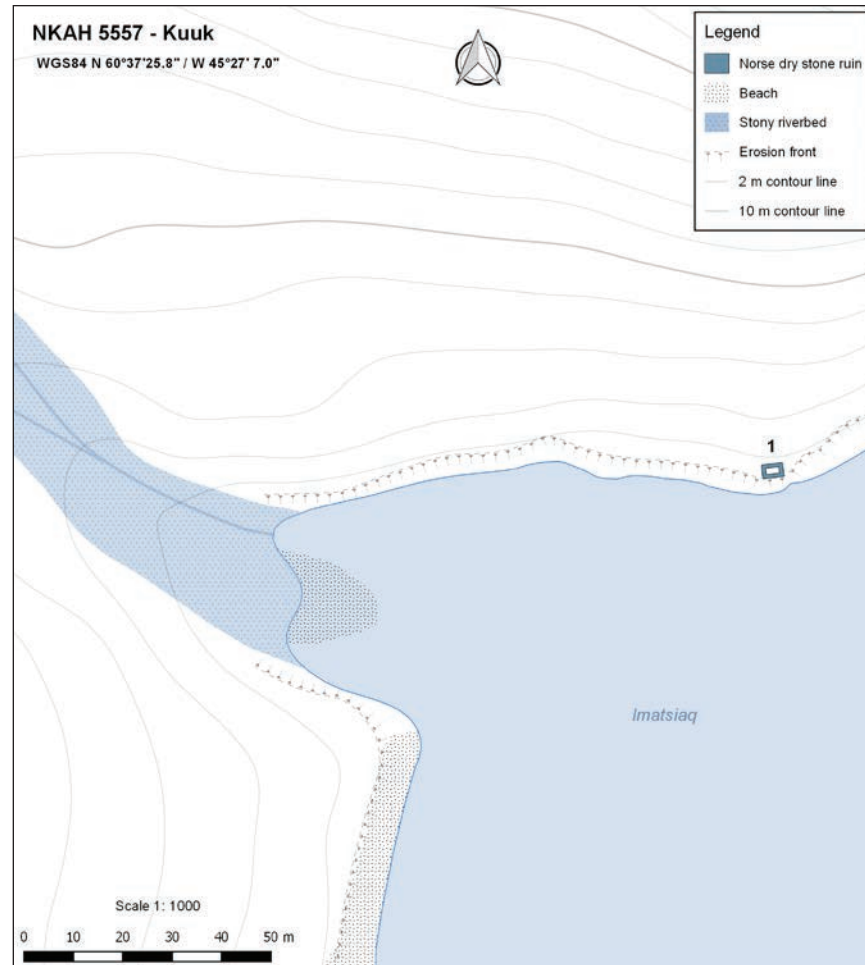 NKAH 5557 - Kuuk
WGS84 N 60°37'25.8" / W 45°27' 7.0"
Legend
Norse dry stone ruin
Beach
Stony riverbed
Erosion front
2 m contour line
10 m contour line
1
Imatsiaq
Scale 1: 1000
0 10 20 30 40 50 m